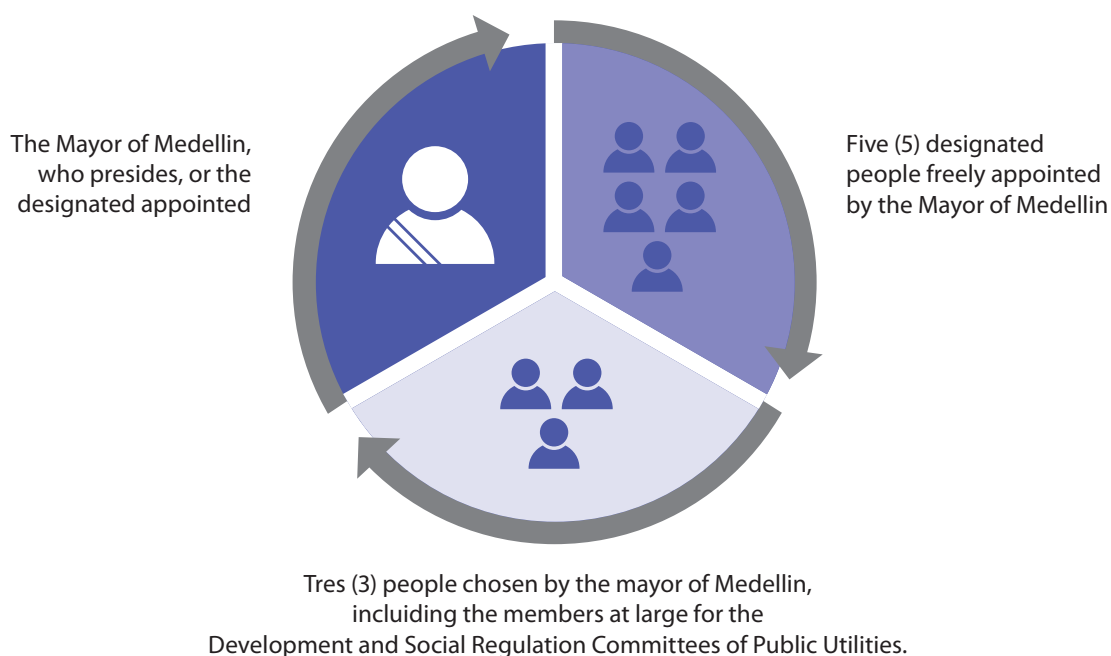 The Mayor of Medellin,
who presides, or the
designated appointed
Five (5) designated
people freely appointed
by the Mayor of Medellin
Tres (3) people chosen by the mayor of Medellin,
incluiding the members at large for the
Development and Social Regulation Committees of Public Utilities.